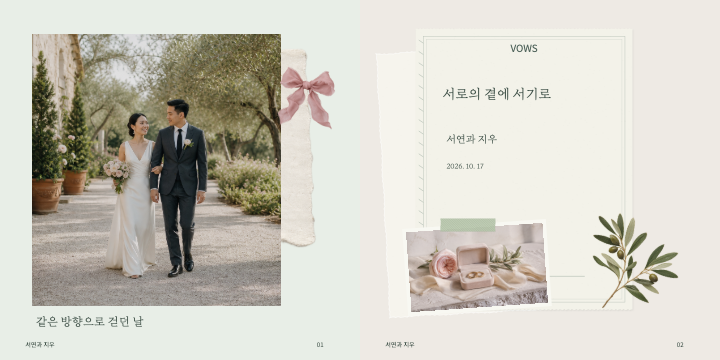 같은 방향으로 걷던 날
서연과 지우
01
VOWS
서로의 곁에 서기로
서연과 지우
2026. 10. 17
서연과 지우
02